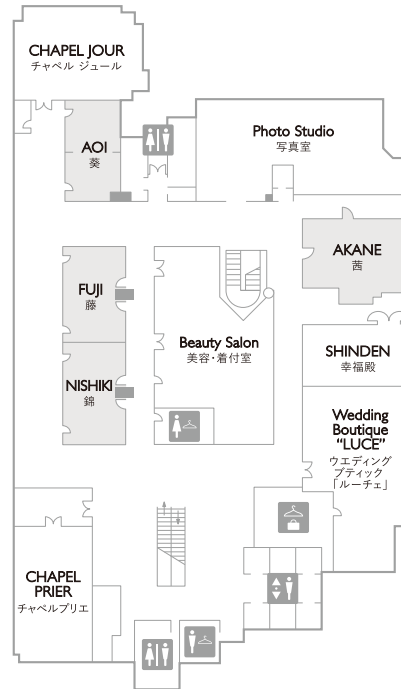 CHAPEL JOUR
チャペル ジュール
AOI
葵
Photo Studio
写真室
AKANE
茜
FUJI
藤
Beauty Salon
美容・着付室
SHINDEN
幸福殿
NISHIKI
錦
Wedding
Boutique
“LUCE”
ウエディング
ブティック
「ルーチェ」
CHAPEL
PRIER
チャペルプリエ